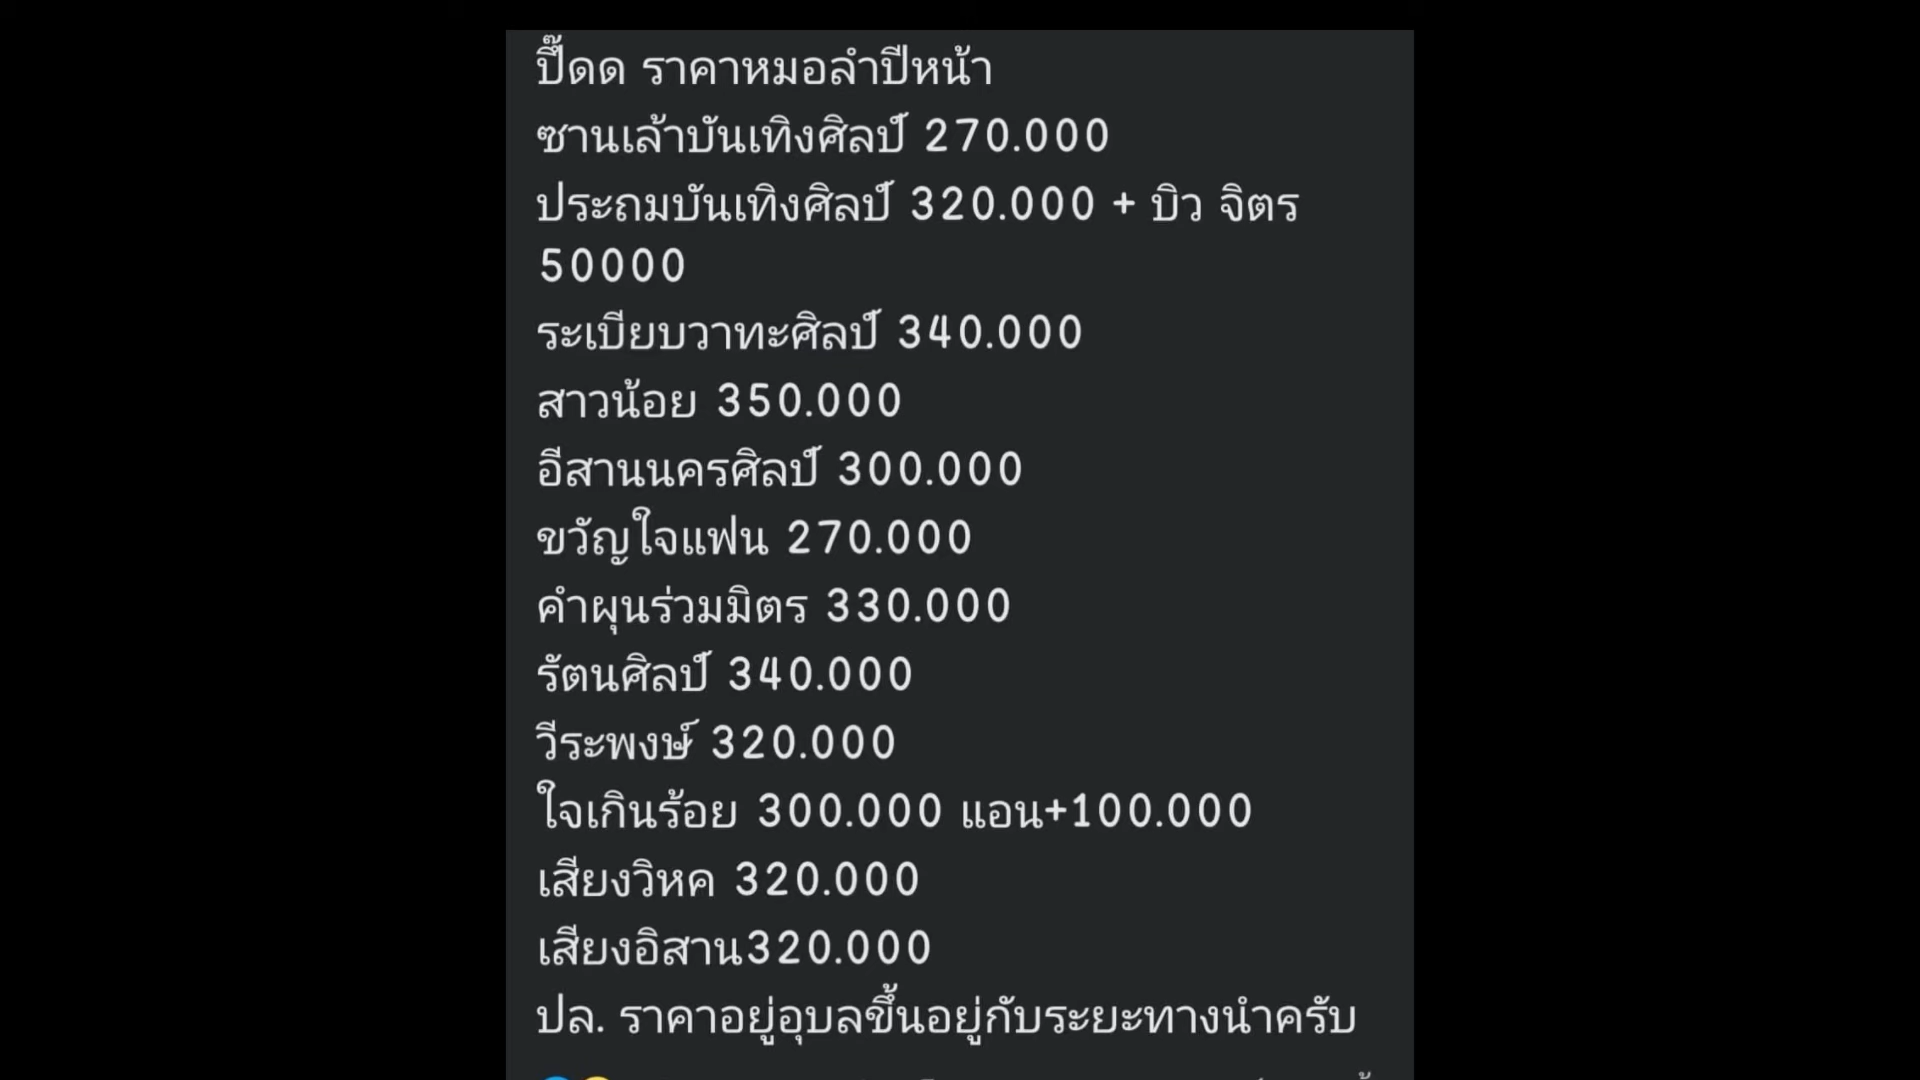 ปี๊ดด ราคาหมอลำปีหน้า
ซานเล้าบันเทิงศิลป์ 270.000
ประถมบันเทิงศิลป์ 320.000 + บิว จิตร
50000
ระเบียบวาทะศิลป์ 340.000
สาวน้อย 350.000
อีสานนครศิลป์ 300.000
ขวัญใจแฟน 270.000
คำผุนร่วมมิตร 330.000
รัตนศิลป์ 340.000
วีระพงษ์ 320.000
ใจเกินร้อย 300.000 แอน+100.000
เสียงวิหค 320.000
เสียงอิสาน320.000
ปล. ราคาอยู่อุบลขึ้นอยู่กับระยะทางนำครับ